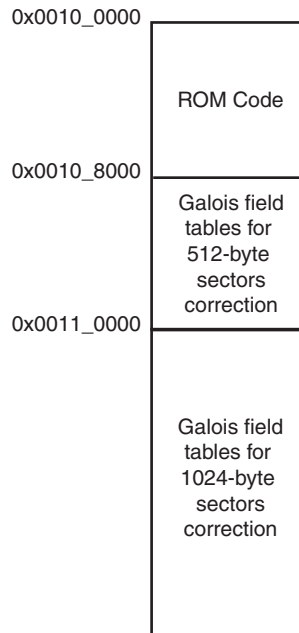 0x0010_0000
ROM Code
0x0010_8000
Galois field
tables for
512-byte
sectors
correction
0x0011_0000
Galois field
tables for
1024-byte
sectors
correction